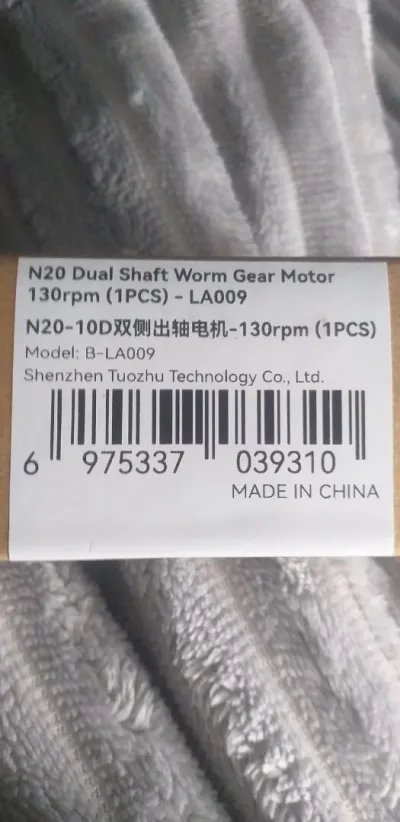 N20 Dual Shaft Worm Gear Motor
130rpm (1PCS) - LA009
N20-10D双侧出轴电机-130rpm (1PCS)
Model: B-LA009
Shenzhen Tuozhu Technology Co., Ltd.
6 975337 039310
MADE IN CHINA